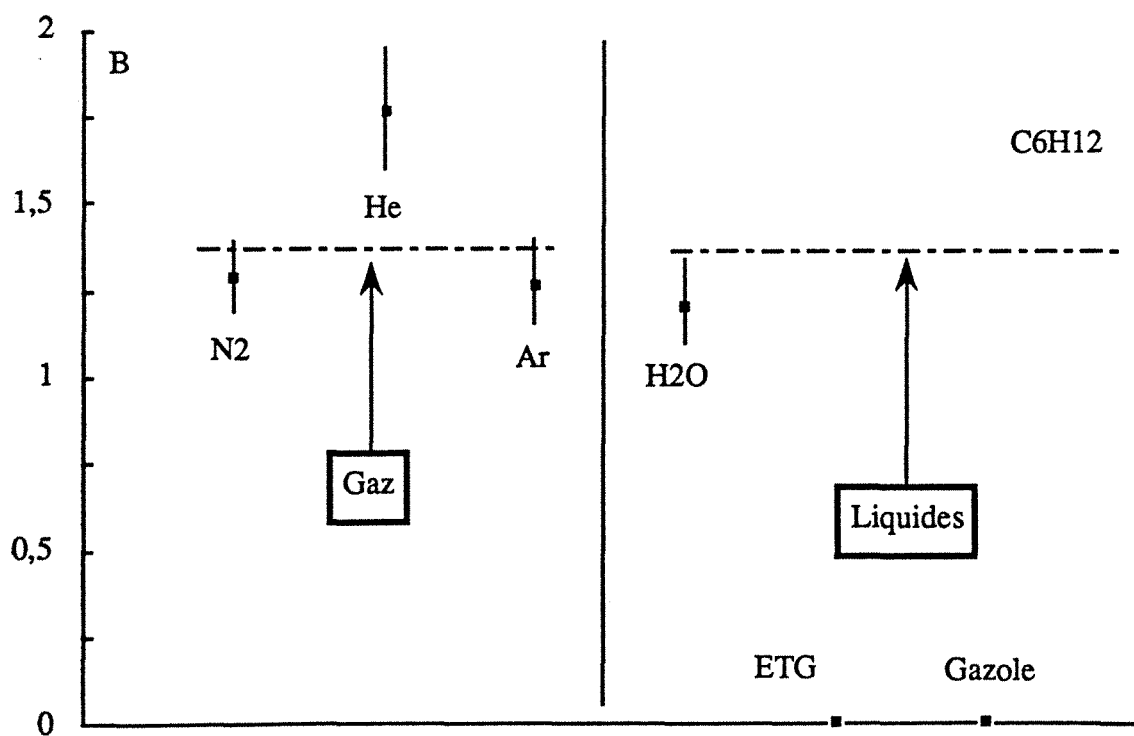 2
B
C6H12
1,5
He
N2
Ar
H2O
1
Gaz
Liquides
0,5
ETG
Gazole
0